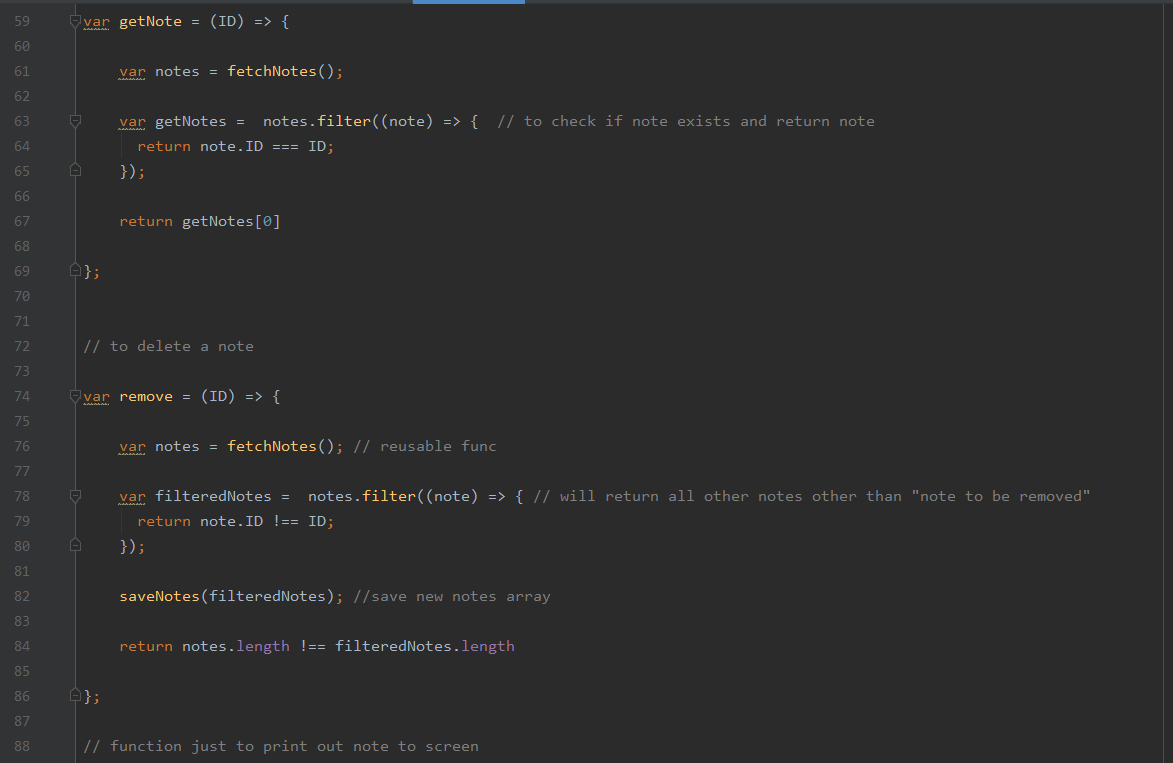 59 var getNote = (ID) => {
60
61 var notes = fetchNotes();
62
63 var getNotes =  notes.filter((note) => {  // to check if note exists and return note
64 return note.ID === ID;
65 });
66
67 return getNotes[0]
68
69 };
70
71
72 // to delete a note
73
74 var remove = (ID) => {
75
76 var notes = fetchNotes(); // reusable func
77
78 var filteredNotes =  notes.filter((note) => { // will return all other notes other than "note to be removed"
79 return note.ID !== ID;
80 });
81
82 saveNotes(filteredNotes); //save new notes array
83
84 return notes.length !== filteredNotes.length
85
86 };
87
88 // function just to print out note to screen